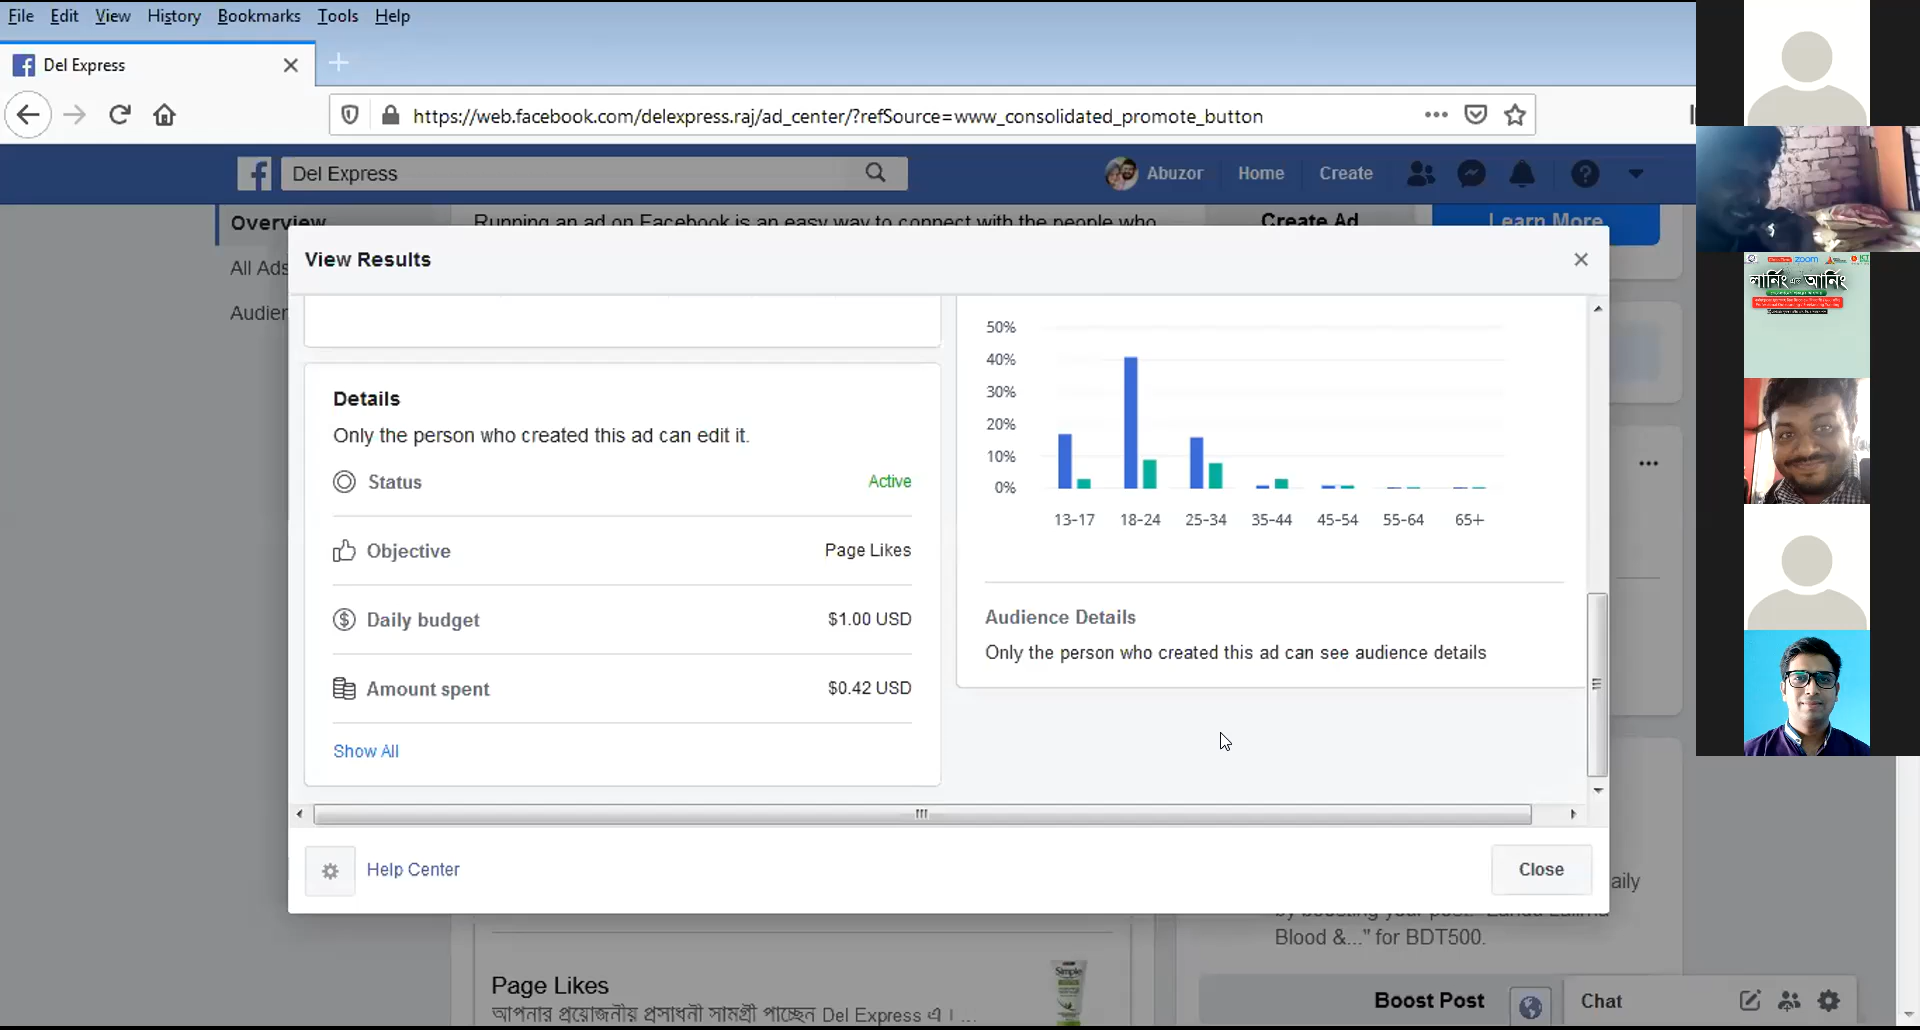 File Edit View History Bookmarks Tools Help
Del Express
https://web.facebook.com/delexpress.raj/ad_center/?refSource=www_consolidated_promote_button
Del Express
Abuzor Home Create
Overview
Running an ad on Facebook is an easy way to connect with the people who
Create Ad
Learn More
All Ads
Audien
View Results
Details
Only the person who created this ad can edit it.
Status Active
Objective Page Likes
Daily budget $1.00 USD
Amount spent $0.42 USD
Show All
50%
40%
30%
20%
10%
0%
13-17 18-24 25-34 35-44 45-54 55-64 65+
Audience Details
Only the person who created this ad can see audience details
Help Center
Close
aily
Blood &..." for BDT500.
Page Likes
আপনার প্রয়োজনীয় প্রসাধনী সামগ্রী পাচ্ছেন Del Express এ । ...
Simple
Boost Post
Chat
zoom
লার্নিং এন্ড আর্নিং